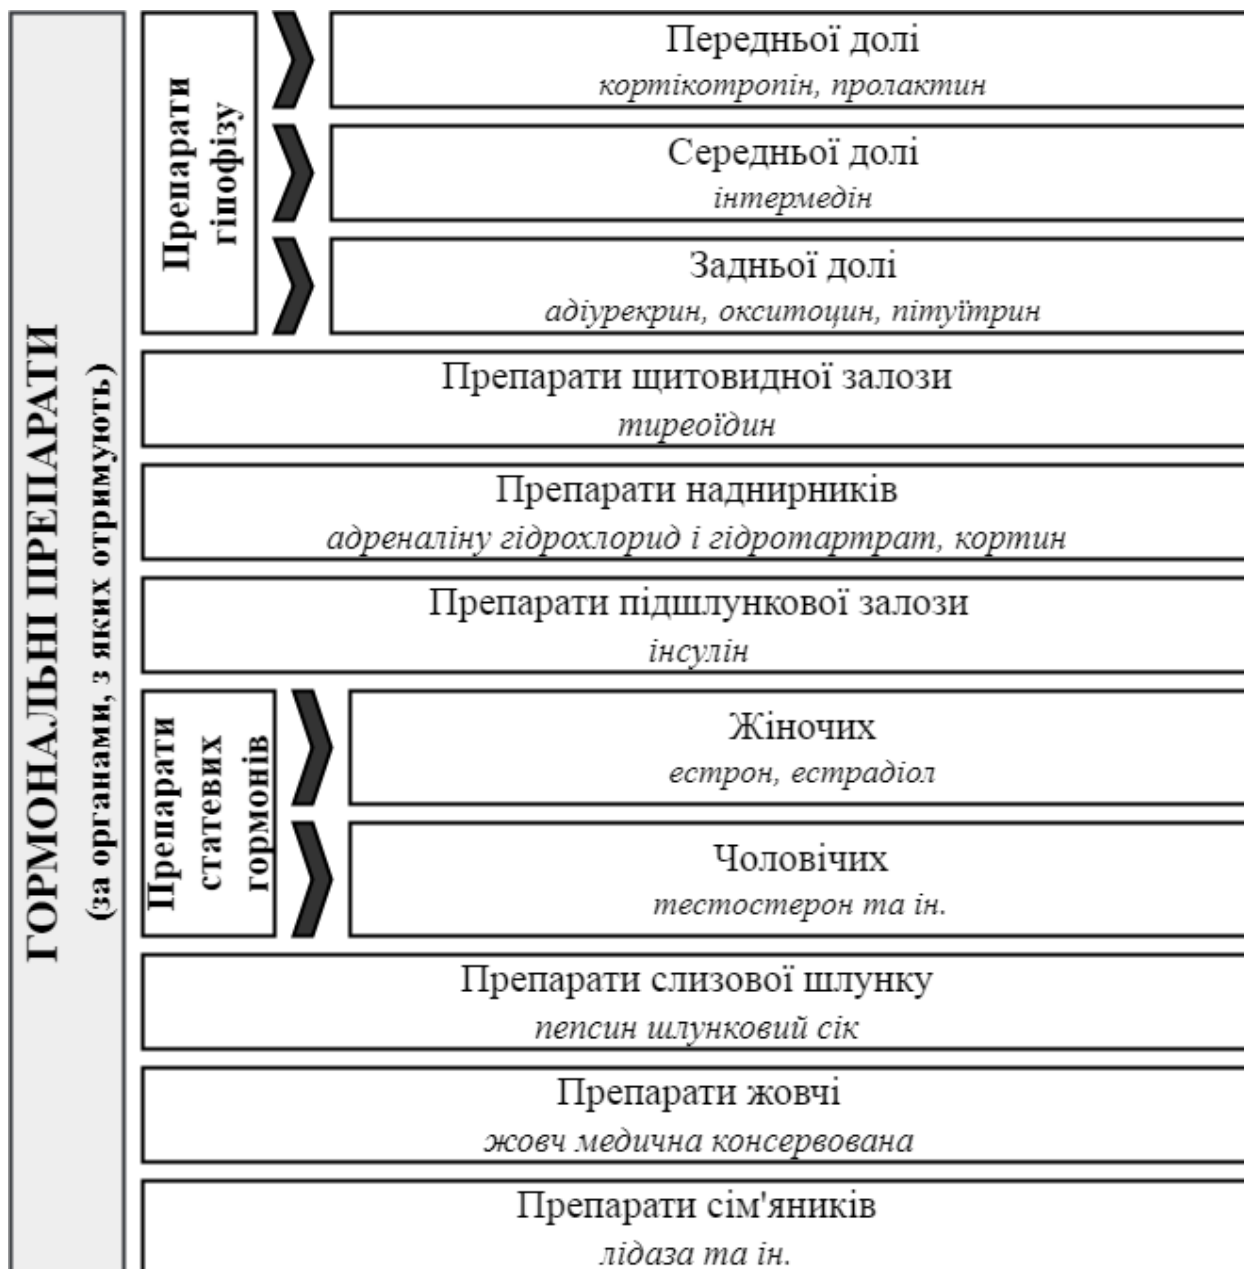 ГОРМОНАЛЬНІ ПРЕПАРАТИ
(за органами, з яких отримують)
Препарати
гіпофізу
Передньої долі
кортікотропін, пролактин
Середньої долі
інтермедін
Задньої долі
адіурекрин, окситоцин, пітуїтрин
Препарати щитовидної залози
тиреоїдин
Препарати наднирників
адреналіну гідрохлорид і гідротартрат, кортин
Препарати підшлункової залози
інсулін
Препарати
статевих
гормонів
Жіночих
естрон, естрадіол
Чоловічих
тестостерон та ін.
Препарати слизової шлунку
пепсин шлунковий сік
Препарати жовчі
жовч медична консервована
Препарати сім'яників
лідаза та ін.